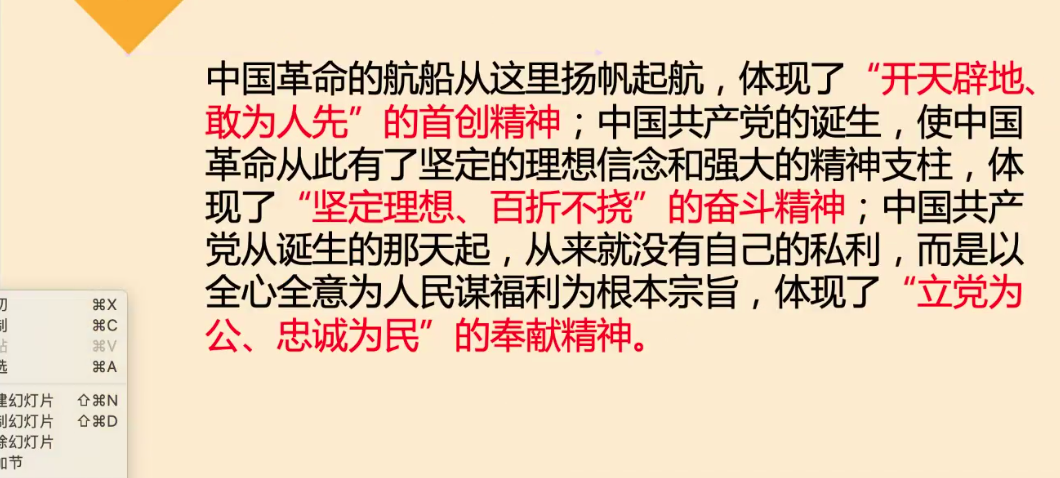 中国革命的航船从这里扬帆起航，体现了“开天辟地、
敢为人先”的首创精神；中国共产党的诞生，使中国
革命从此有了坚定的理想信念和强大的精神支柱，体
现了“坚定理想、百折不挠”的奋斗精神；中国共产
党从诞生的那天起，从来就没有自己的私利，而是以
全心全意为人民谋福利为根本宗旨，体现了“立党为
公、忠诚为民”的奉献精神。
切 ⌘X
制 ⌘C
贴 ⌘V
选 ⌘A
建幻灯片 ⇧⌘N
制幻灯片 ⇧⌘D
除幻灯片
加节